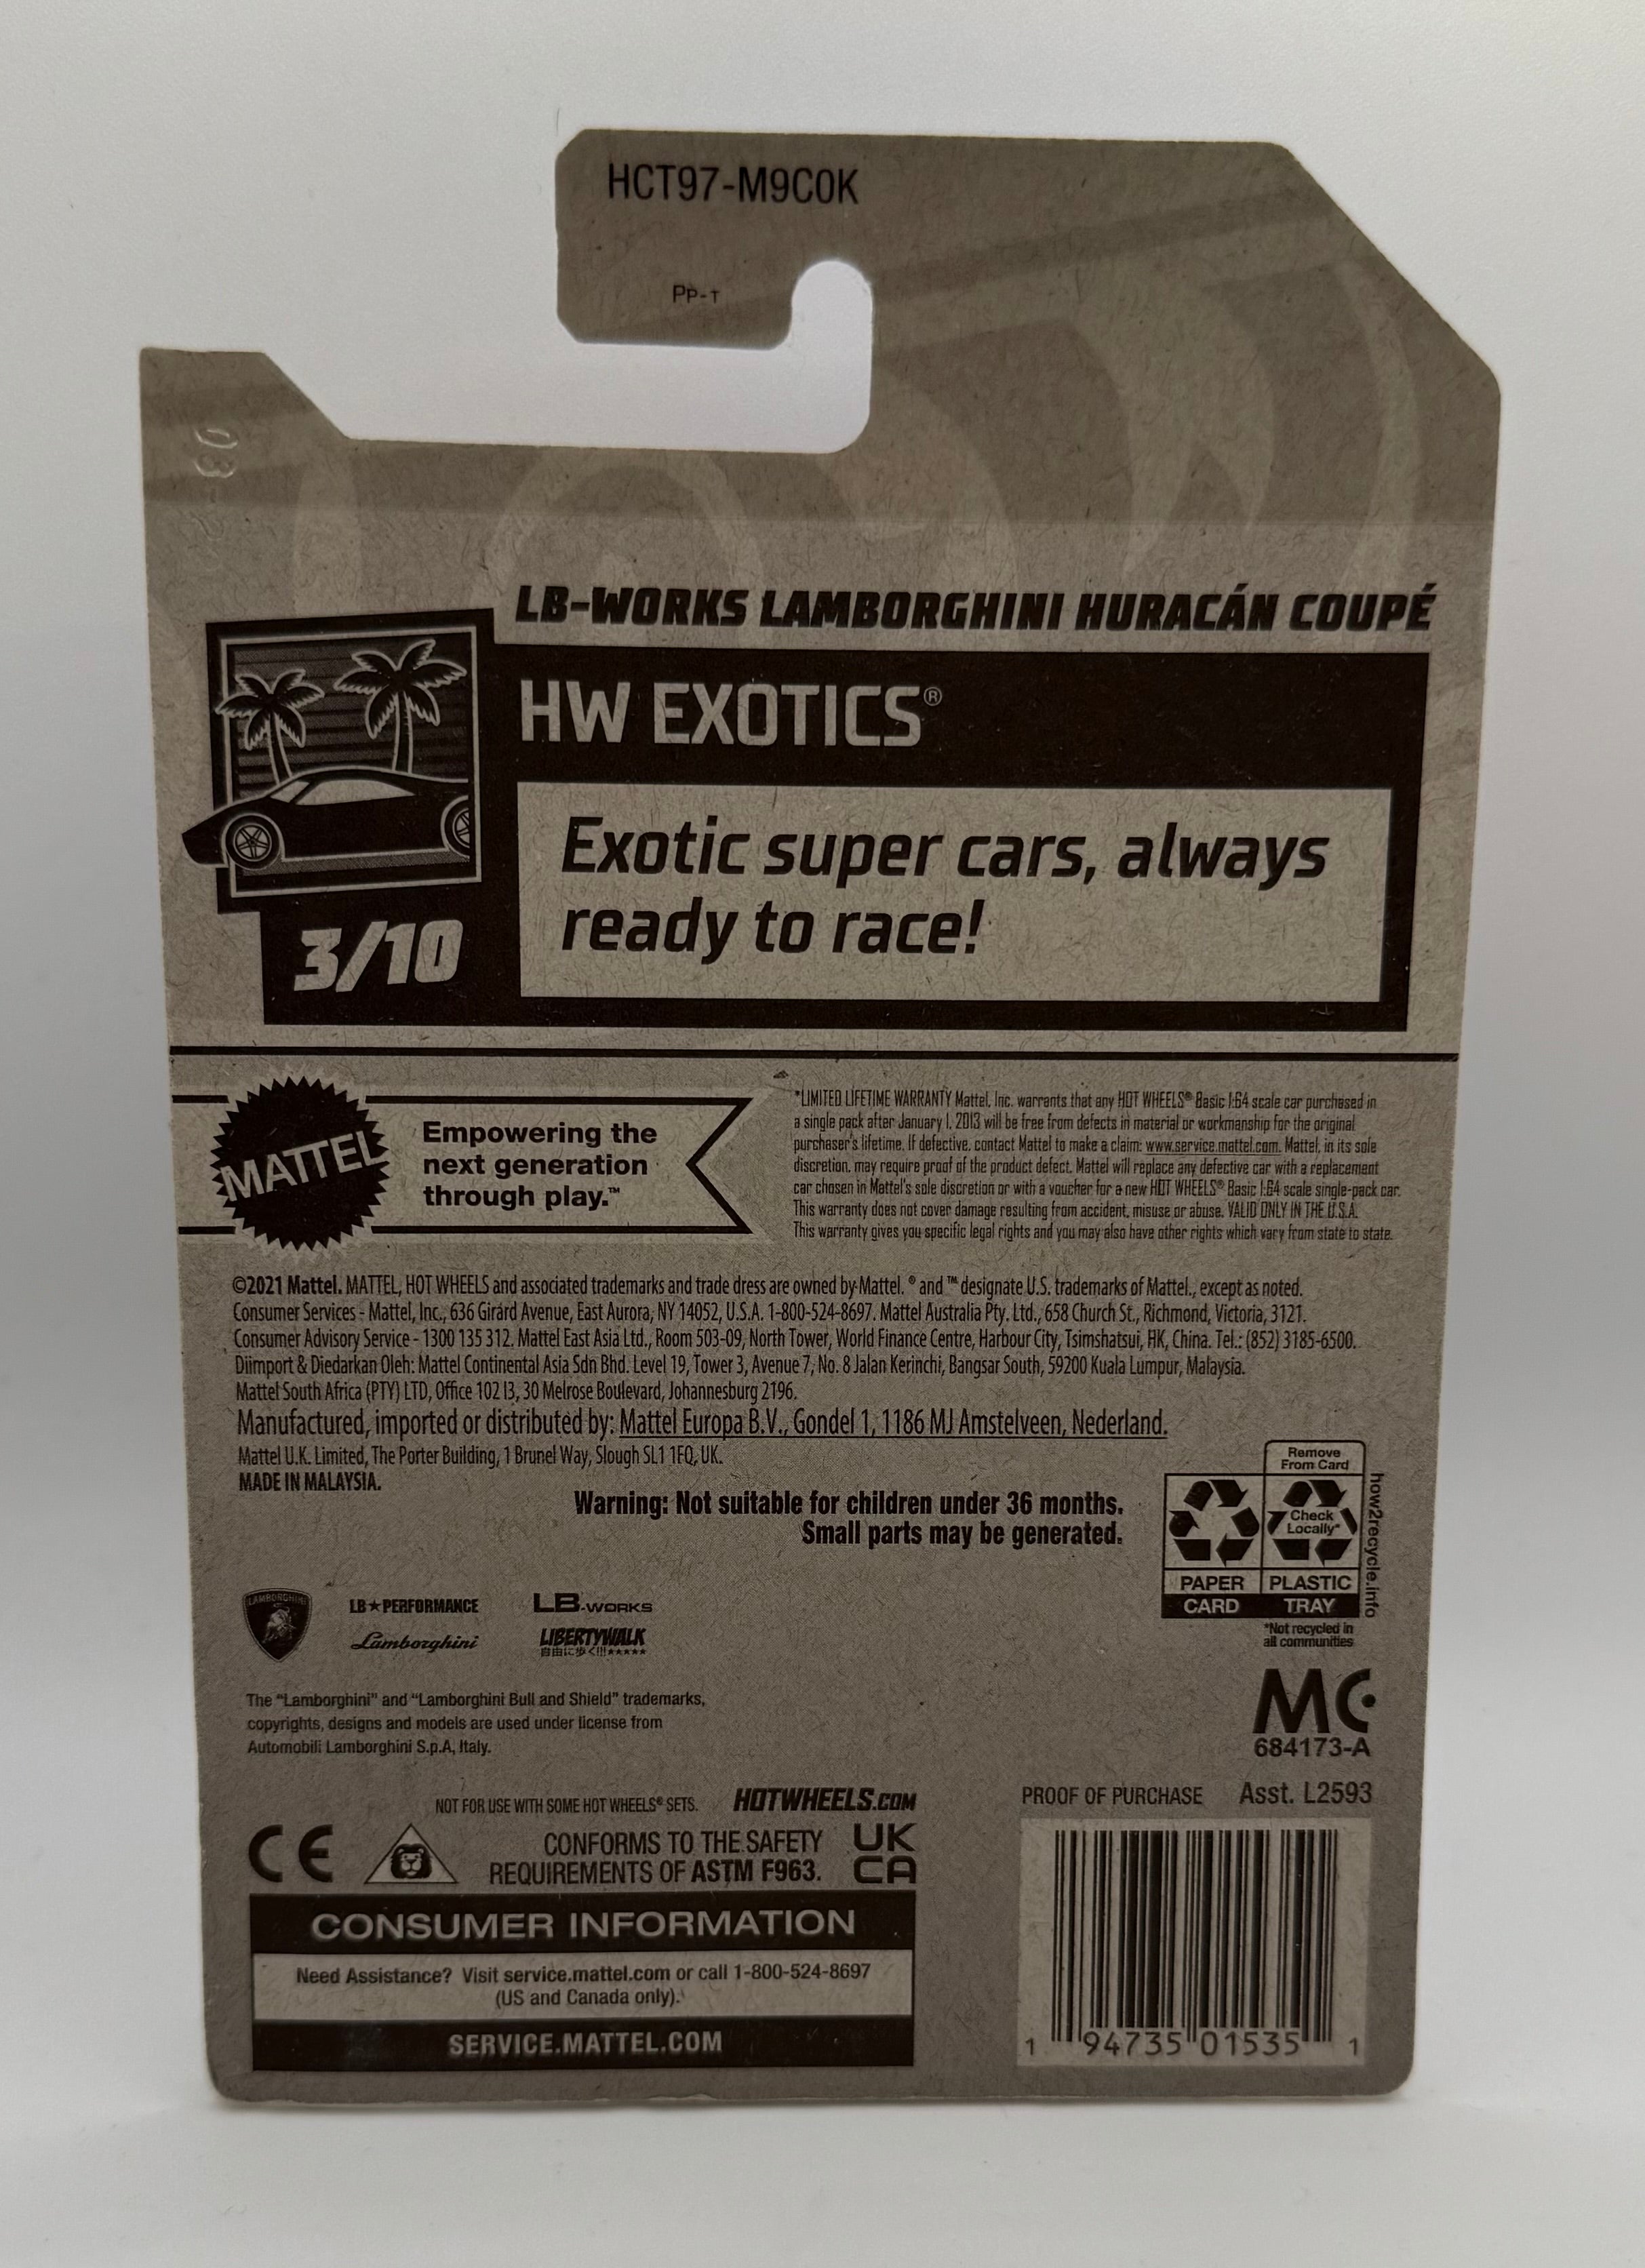 HCT97-M9C0K
PP-T
LB-WORKS LAMBORGHINI HURACÁN COUPÉ
HW EXOTICS®
Exotic super cars, always
ready to race!
3/10
MATTEL
Empowering the
next generation
through play.™
*LIMITED LIFETIME WARRANTY Mattel, Inc. warrants that any HOT WHEELS® Basic 1:64 scale car purchased in
a single pack after January 1, 2013 will be free from defects in material or workmanship for the original
purchaser's lifetime. If defective, contact Mattel to make a claim: www.service.mattel.com. Mattel, in its sole
discretion, may require proof of the product defect. Mattel will replace any defective car with a replacement
car chosen in Mattel's sole discretion or with a voucher for a new HOT WHEELS® Basic 1:64 scale single-pack car.
This warranty does not cover damage resulting from accident, misuse or abuse. VALID ONLY IN THE U.S.A.
This warranty gives you specific legal rights and you may also have other rights which vary from state to state.
©2021 Mattel. MATTEL, HOT WHEELS and associated trademarks and trade dress are owned by Mattel. ® and ™ designate U.S. trademarks of Mattel., except as noted.
Consumer Services - Mattel, Inc., 636 Girard Avenue, East Aurora, NY 14052, U.S.A. 1-800-524-8697. Mattel Australia Pty. Ltd., 658 Church St., Richmond, Victoria, 3121.
Consumer Advisory Service - 1300 135 312. Mattel East Asia Ltd., Room 503-09, North Tower, World Finance Centre, Harbour City, Tsimshatsui, HK, China. Tel.: (852) 3185-6500.
Diimport & Diedarkan Oleh: Mattel Continental Asia Sdn Bhd. Level 19, Tower 3, Avenue 7, No. 8 Jalan Kerinchi, Bangsar South, 59200 Kuala Lumpur, Malaysia.
Mattel South Africa (PTY) LTD, Office 102 I3, 30 Melrose Boulevard, Johannesburg 2196.
Manufactured, imported or distributed by: Mattel Europa B.V., Gondel 1, 1186 MJ Amstelveen, Nederland.
Mattel U.K. Limited, The Porter Building, 1 Brunel Way, Slough SL1 1FQ, UK.
MADE IN MALAYSIA.
Warning: Not suitable for children under 36 months.
Small parts may be generated.
Remove
From Card
Check
Locally*
PAPER
PLASTIC
CARD
TRAY
how2recycle.info
*Not recycled in
all communities
LAMBORGHINI
LB★PERFORMANCE
LB-WORKS
Lamborghini
LIBERTYWALK
自由に歩く!!!★★★★★
The “Lamborghini” and “Lamborghini Bull and Shield” trademarks,
copyrights, designs and models are used under license from
Automobili Lamborghini S.p.A, Italy.
MC
684173-A
NOT FOR USE WITH SOME HOT WHEELS® SETS.
HOTWHEELS.COM
PROOF OF PURCHASE
Asst. L2593
CE
CONFORMS TO THE SAFETY
REQUIREMENTS OF ASTM F963.
UK
CA
CONSUMER INFORMATION
Need Assistance? Visit service.mattel.com or call 1-800-524-8697
(US and Canada only).
SERVICE.MATTEL.COM
1 94735 01535 1